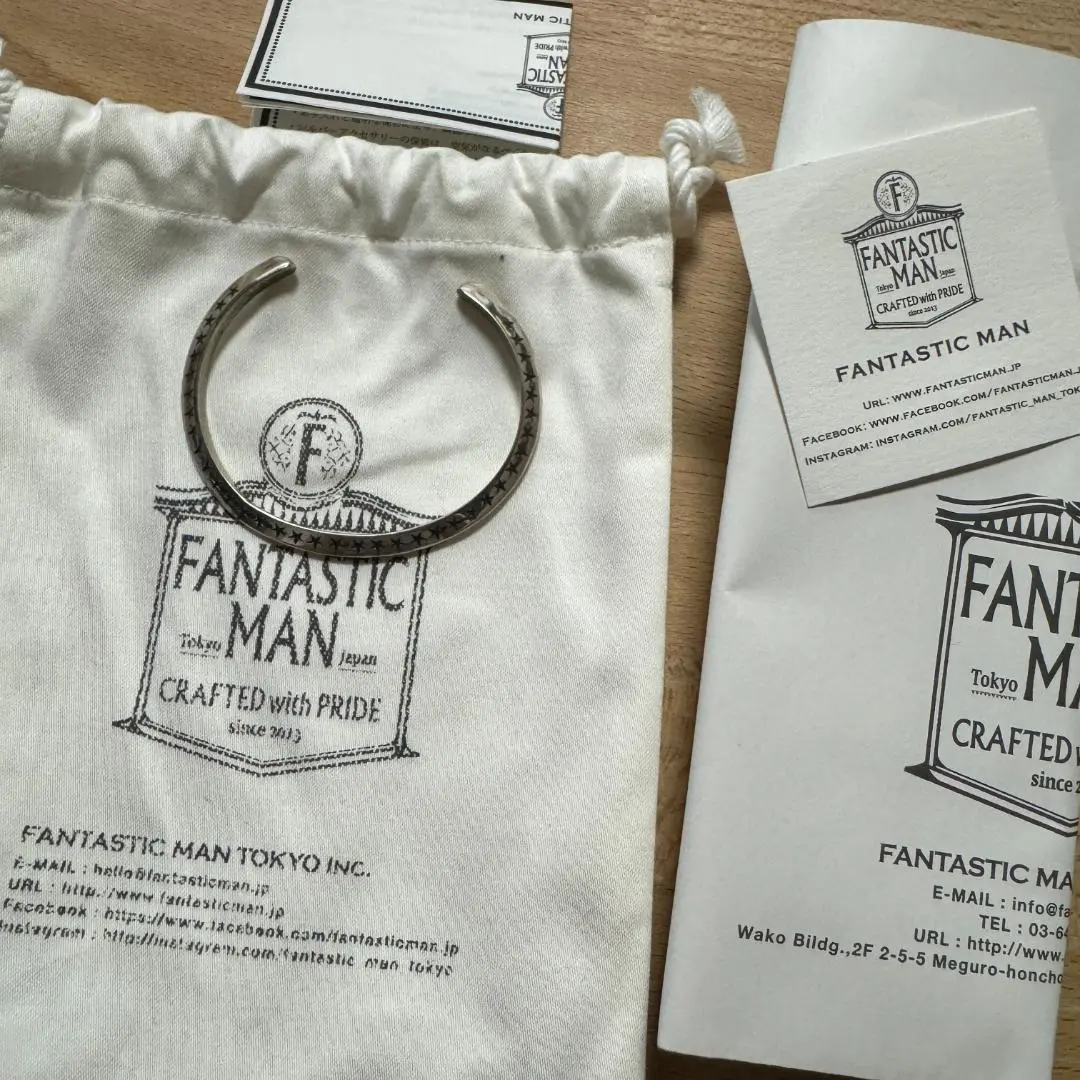 FANTASTIC MAN
with PRIDE
F
FANTASTIC
MAN
Tokyo Japan
CRAFTED with PRIDE
since 2013
FANTASTIC MAN
URL: WWW.FANTASTICMAN.JP
FACEBOOK: WWW.FACEBOOK.COM/FANTASTICMAN.J
INSTAGRAM: INSTAGRAM.COM/FANTASTIC_MAN_TOK
F
FANTASTIC
MAN
Tokyo Japan
CRAFTED with PRIDE
since 2013
FANTASTIC MAN TOKYO INC.
E-MAIL : hello@fantasticman.jp
URL : http://www.fantasticman.jp
Facebook : https://www.facebook.com/fantasticman.jp
Instagram : http://instagram.com/fantastic_man_tokyo
FANT
MA
Tokyo
CRAFTED
since 2
FANTASTIC MA
E-MAIL : info@fa
TEL : 03-64
URL : http://www.
Wako Bildg.,2F 2-5-5 Meguro-honcho